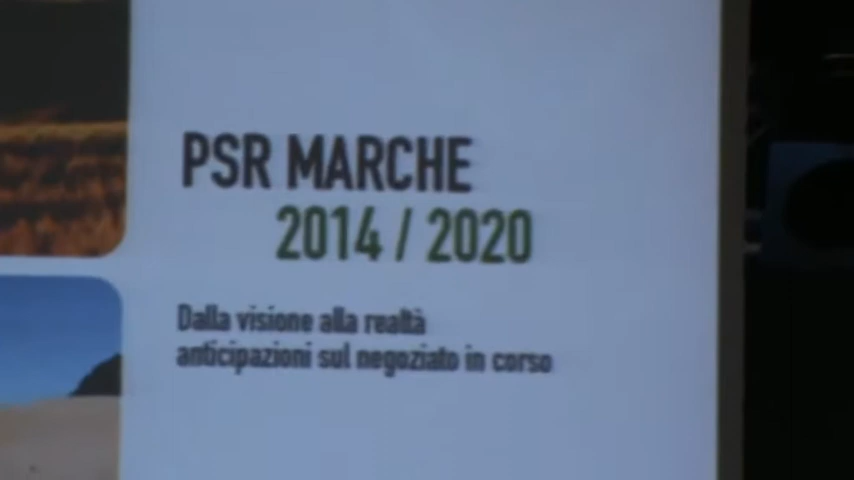 PSR MARCHE
2014 / 2020
Dalla visione alla realtà
anticipazioni sul negoziato in corso